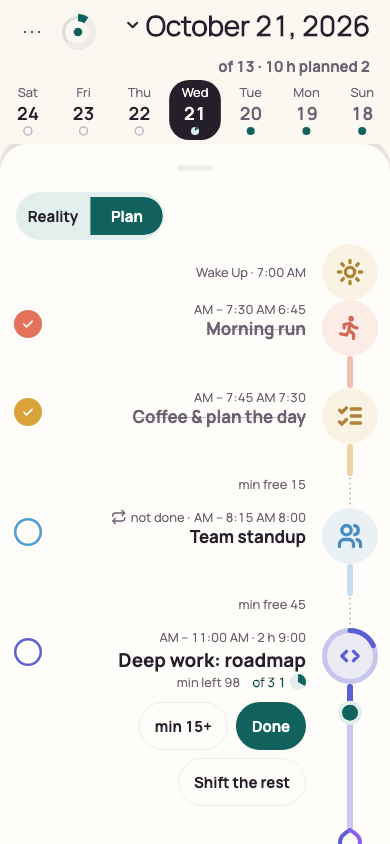 October 21, 2026
of 13 · 10 h planned 2
Sat Fri Thu Wed Tue Mon Sun
24 23 22 21 20 19 18
Reality Plan
Wake Up · 7:00 AM
AM – 7:30 AM 6:45
Morning run
AM – 7:45 AM 7:30
Coffee & plan the day
min free 15
not done · AM – 8:15 AM 8:00
Team standup
min free 45
AM – 11:00 AM · 2 h 9:00
Deep work: roadmap
min left 98 of 3 1
min 15+ Done
Shift the rest